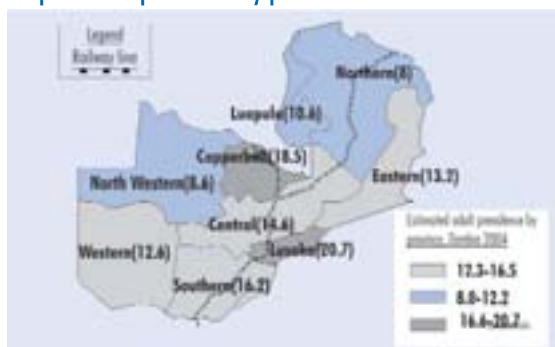 Legend
Railway line
Northern(8)
Luapula(10.6)
Copperbelt(18.5)
North Western(8.6)
Eastern(13.2)
Central(14.6)
Western(12.6)
Lusaka(20.7)
Southern(16.2)
Estimated adult prevalence by
province, Zambia 2004
12.3-16.5
8.0-12.2
16.6-20.7